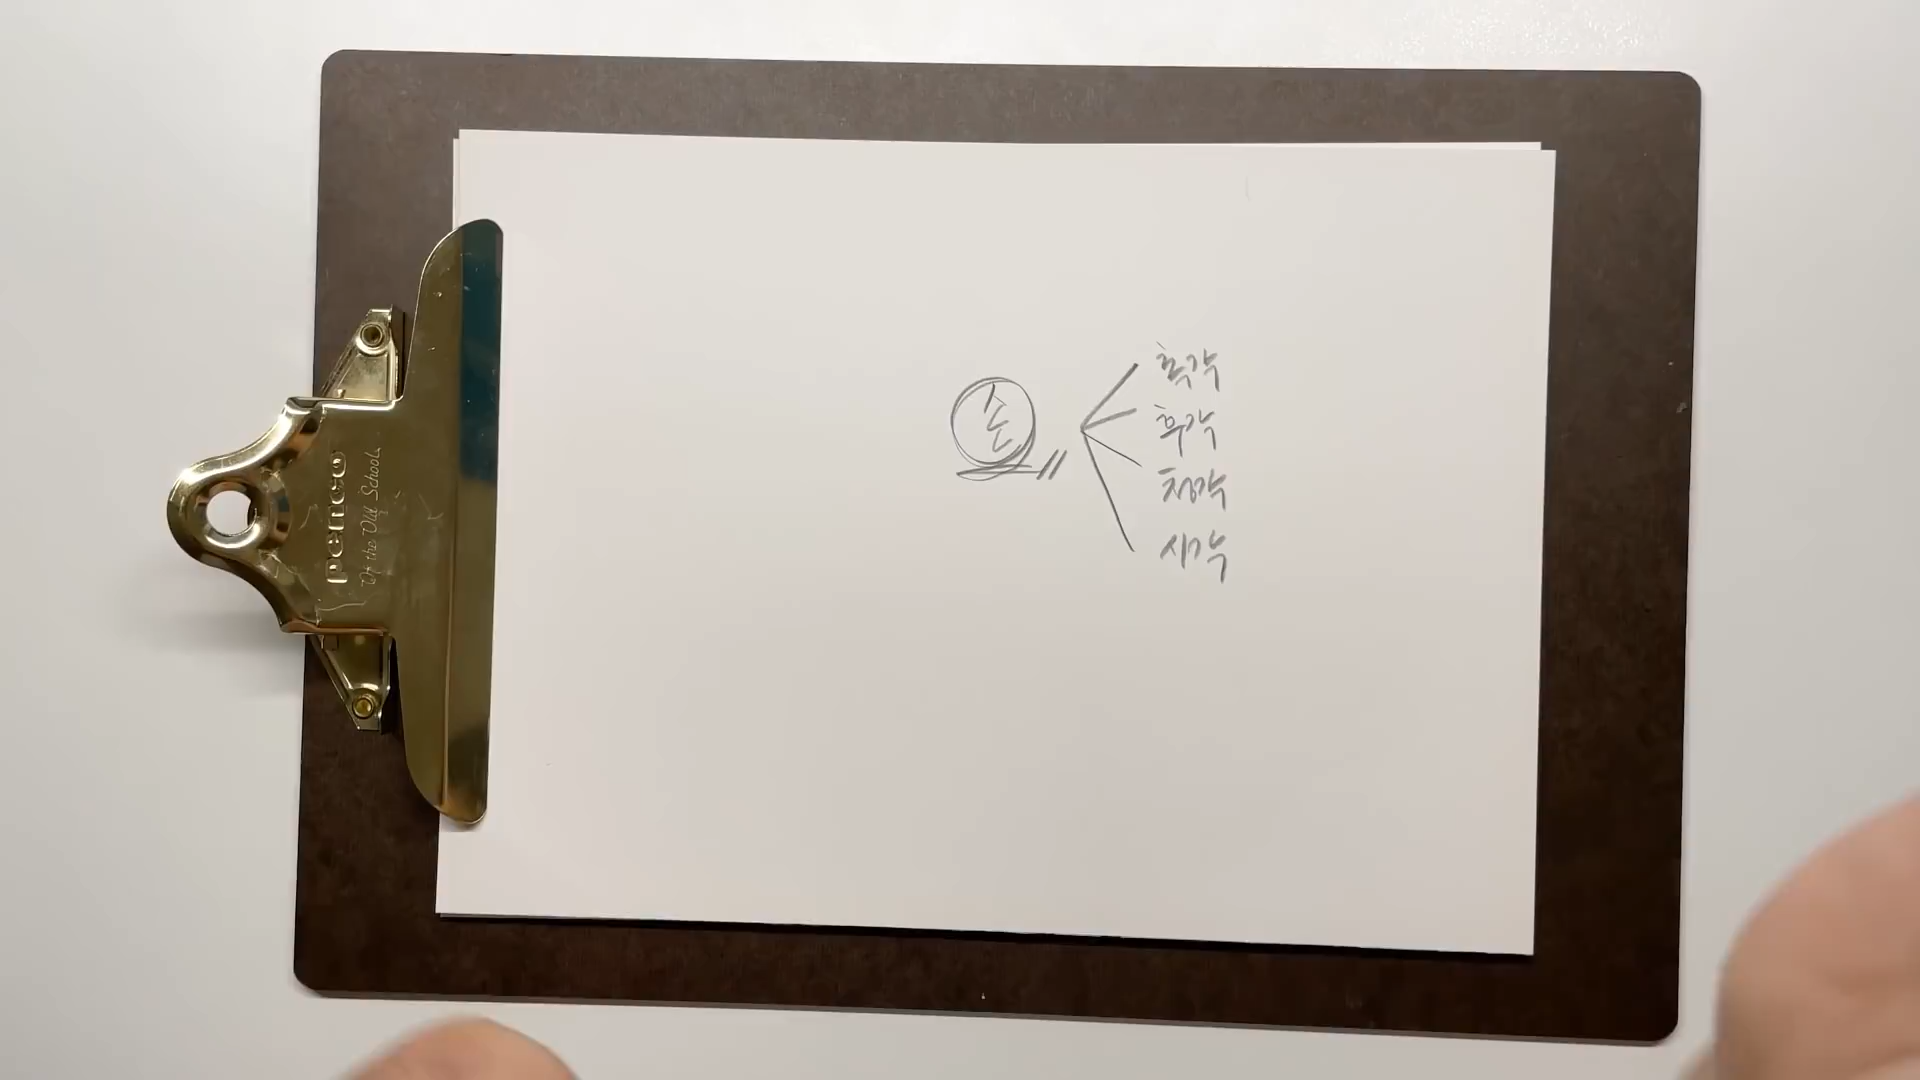 penco
Of the Old School.
손
촉각
후각
청각
시각